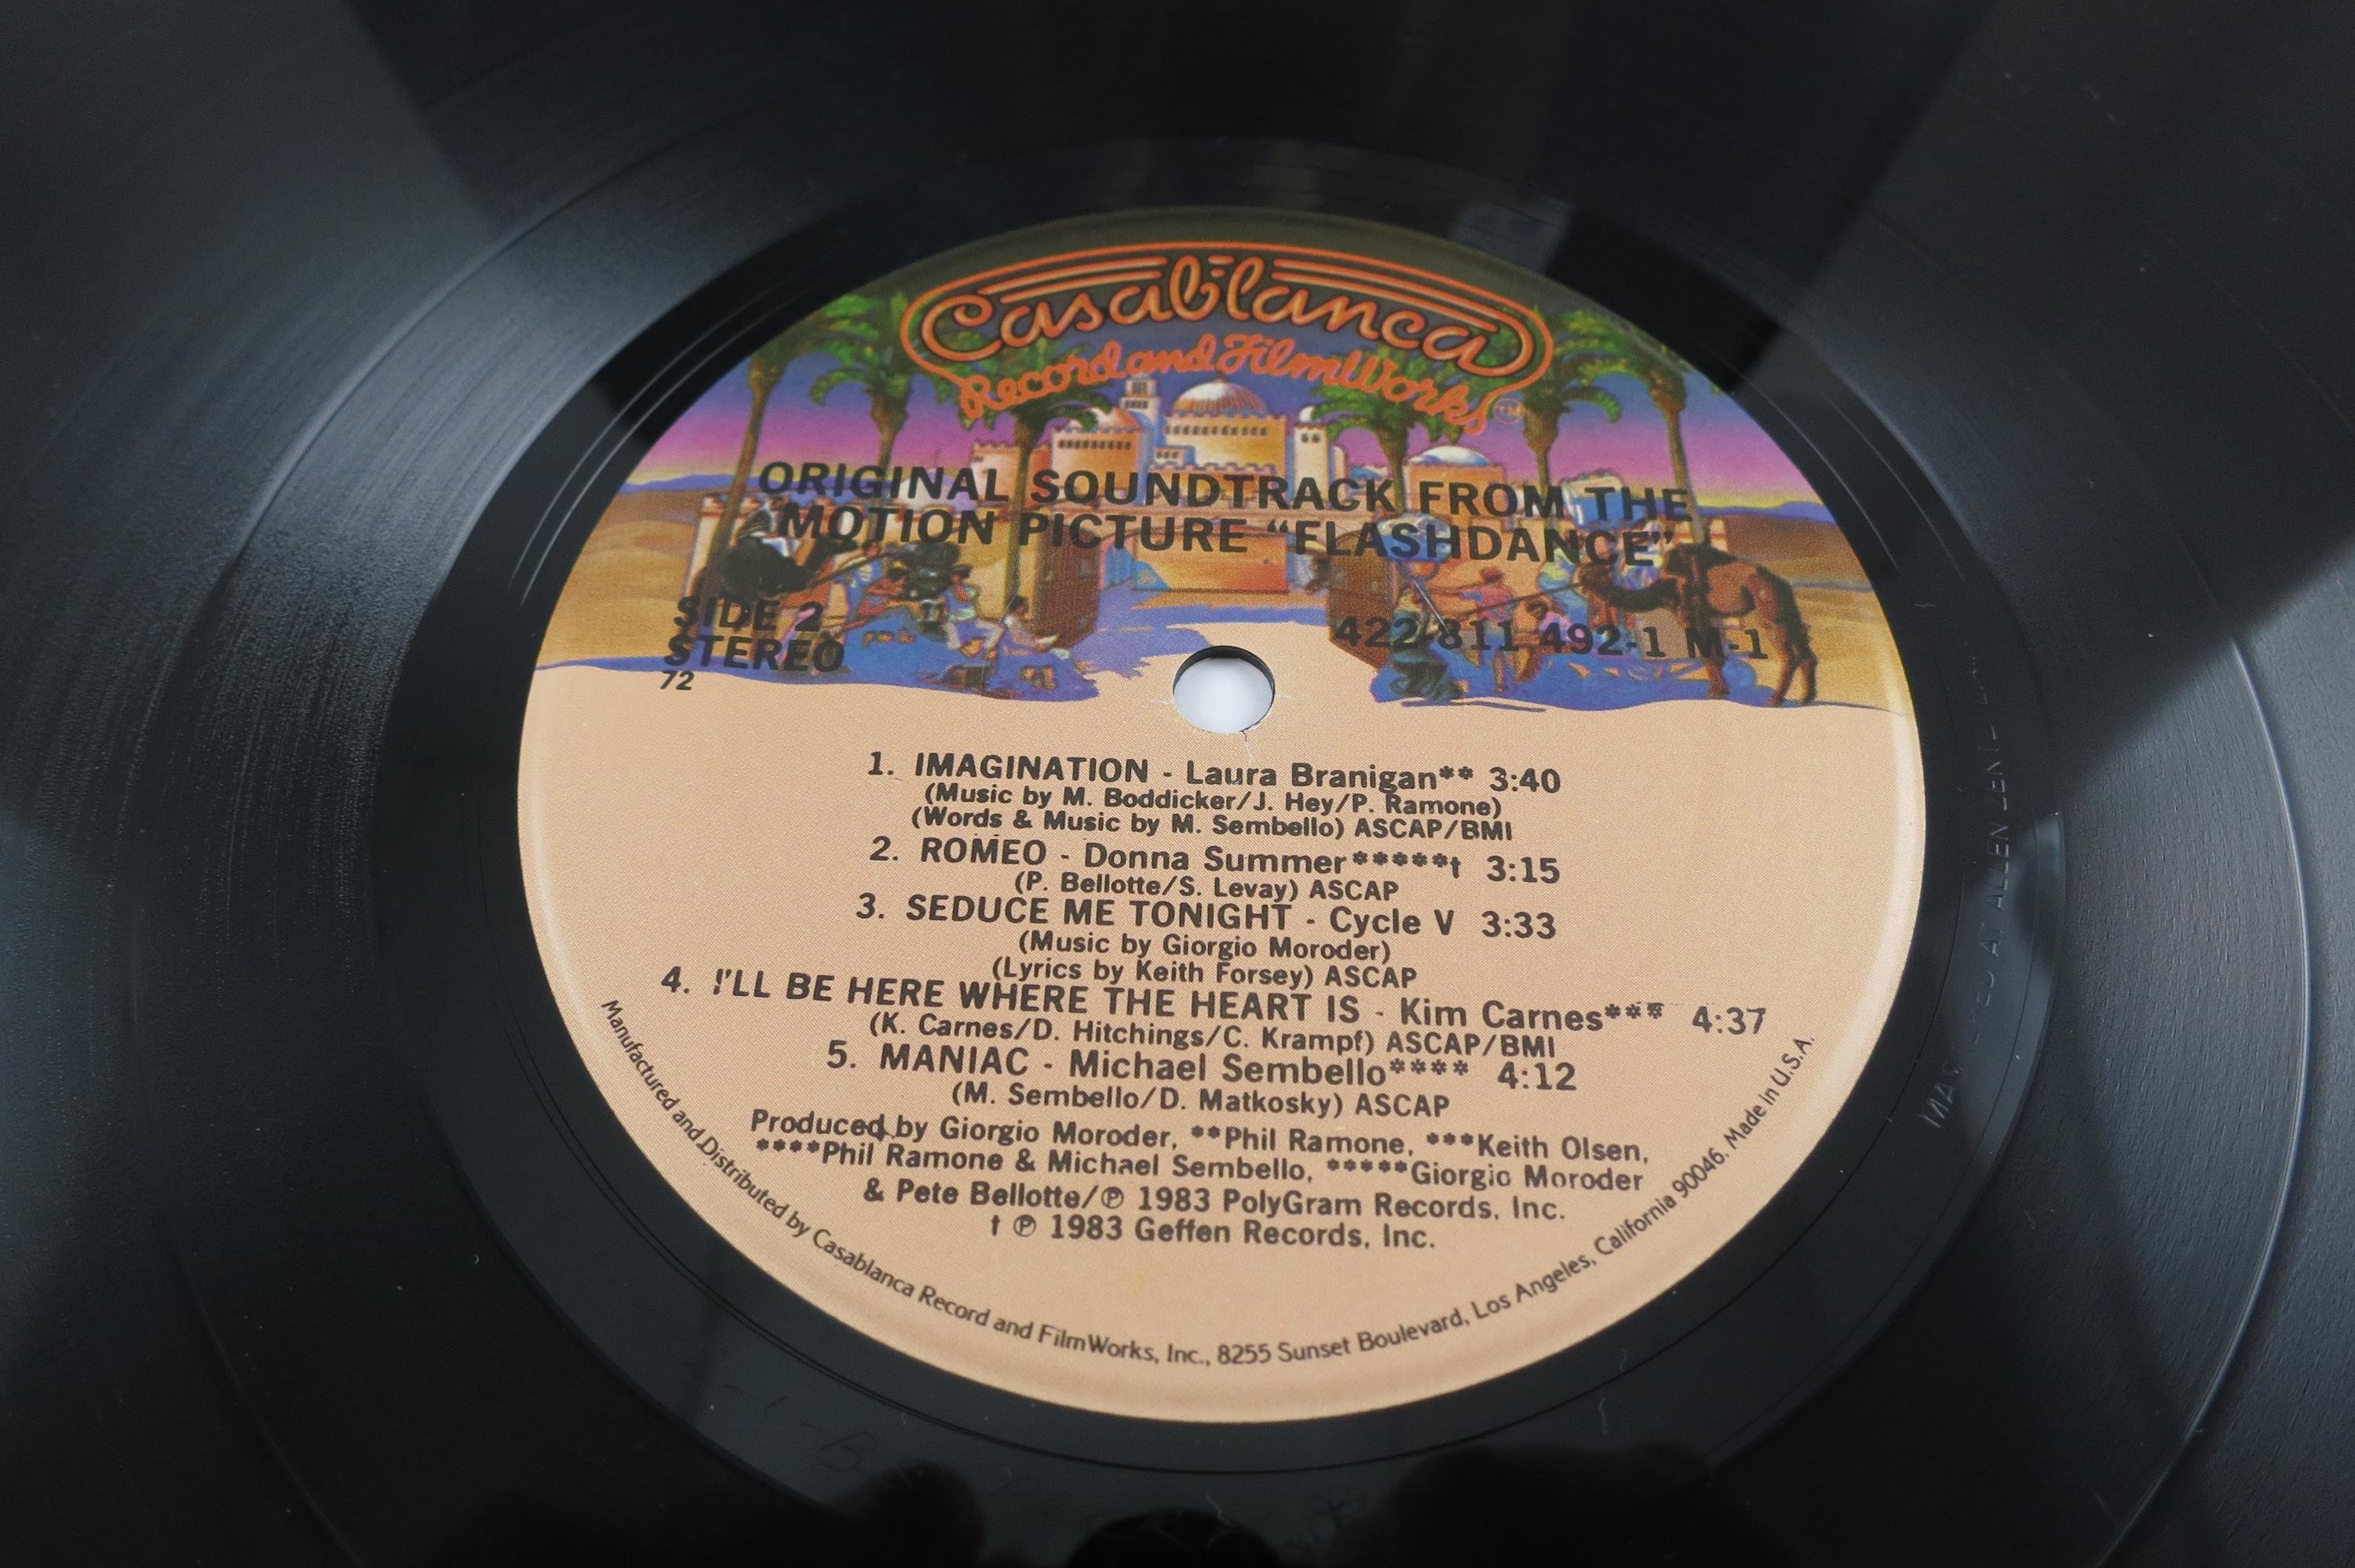 Casablanca
Record and FilmWorks™
ORIGINAL SOUNDTRACK FROM THE
MOTION PICTURE “FLASHDANCE”
SIDE 2
STEREO
72
422-811 492-1 M-1
1. IMAGINATION - Laura Branigan** 3:40
(Music by M. Boddicker/J. Hey/P. Ramone)
(Words & Music by M. Sembello) ASCAP/BMI
2. ROMEO - Donna Summer*****† 3:15
(P. Bellotte/S. Levay) ASCAP
3. SEDUCE ME TONIGHT - Cycle V 3:33
(Music by Giorgio Moroder)
(Lyrics by Keith Forsey) ASCAP
4. I'LL BE HERE WHERE THE HEART IS - Kim Carnes*** 4:37
(K. Carnes/D. Hitchings/C. Krampf) ASCAP/BMI
5. MANIAC - Michael Sembello**** 4:12
(M. Sembello/D. Matkosky) ASCAP
Produced by Giorgio Moroder, **Phil Ramone, ***Keith Olsen,
****Phil Ramone & Michael Sembello, *****Giorgio Moroder
& Pete Bellotte/℗ 1983 PolyGram Records, Inc.
† ℗ 1983 Geffen Records, Inc.
Manufactured and Distributed by Casablanca Record and FilmWorks, Inc., 8255 Sunset Boulevard, Los Angeles, California 90046. Made in U.S.A.
ALLEN ZENTZ